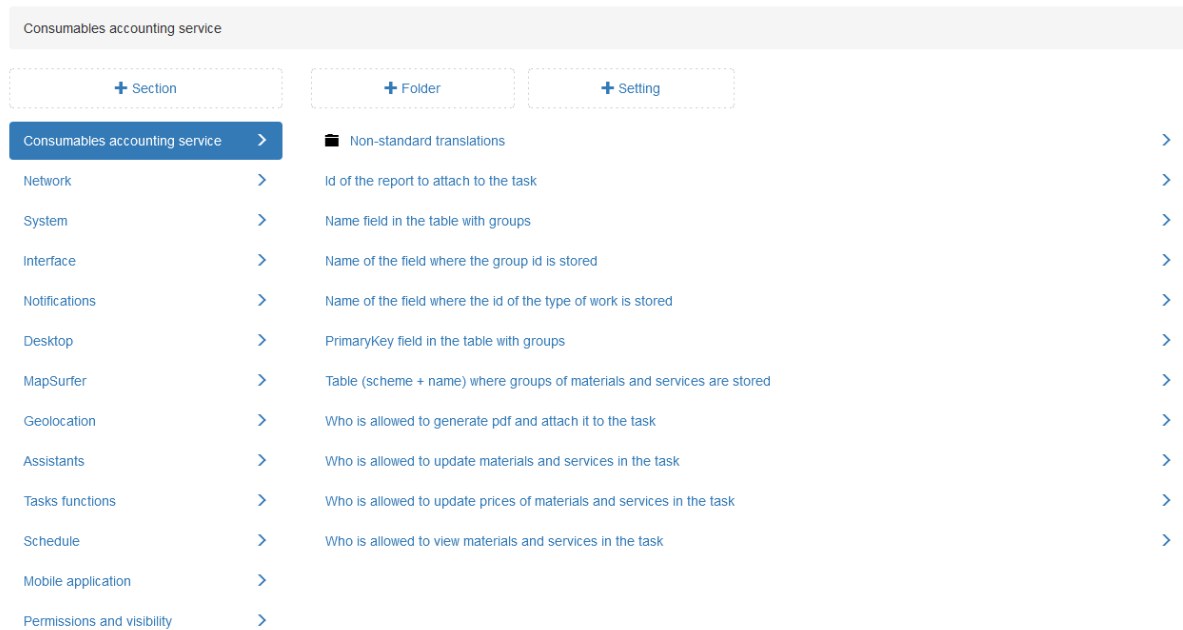 Consumables accounting service
Section
Folder
Setting
Consumables accounting service
Network
System
Interface
Notifications
Desktop
MapSurfer
Geolocation
Assistants
Tasks functions
Schedule
Mobile application
Permissions and visibility
Non-standard translations
Id of the report to attach to the task
Name field in the table with groups
Name of the field where the group id is stored
Name of the field where the id of the type of work is stored
PrimaryKey field in the table with groups
Table (scheme + name) where groups of materials and services are stored
Who is allowed to generate pdf and attach it to the task
Who is allowed to update materials and services in the task
Who is allowed to update prices of materials and services in the task
Who is allowed to view materials and services in the task